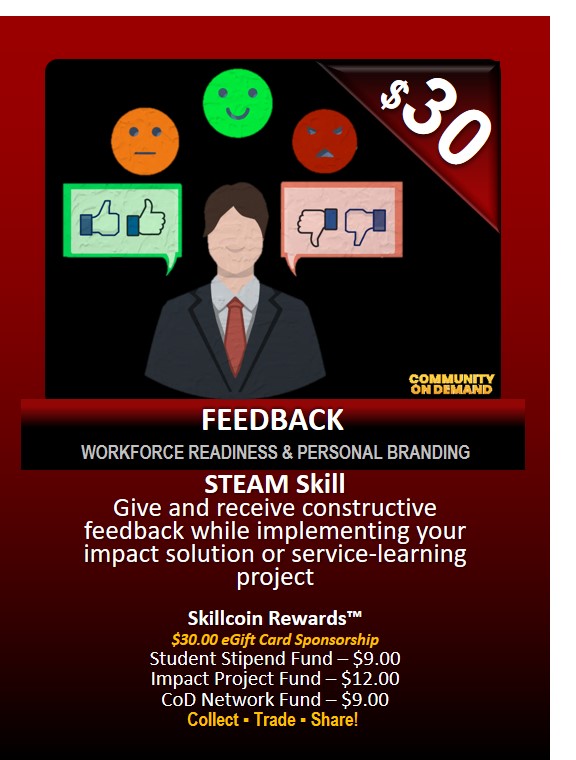 $30
COMMUNITY
ON DEMAND
FEEDBACK
WORKFORCE READINESS & PERSONAL BRANDING
STEAM Skill
Give and receive constructive
feedback while implementing your
impact solution or service-learning
project
Skillcoin Rewards™
$30.00 eGift Card Sponsorship
Student Stipend Fund – $9.00
Impact Project Fund – $12.00
CoD Network Fund – $9.00
Collect ▪ Trade ▪ Share!